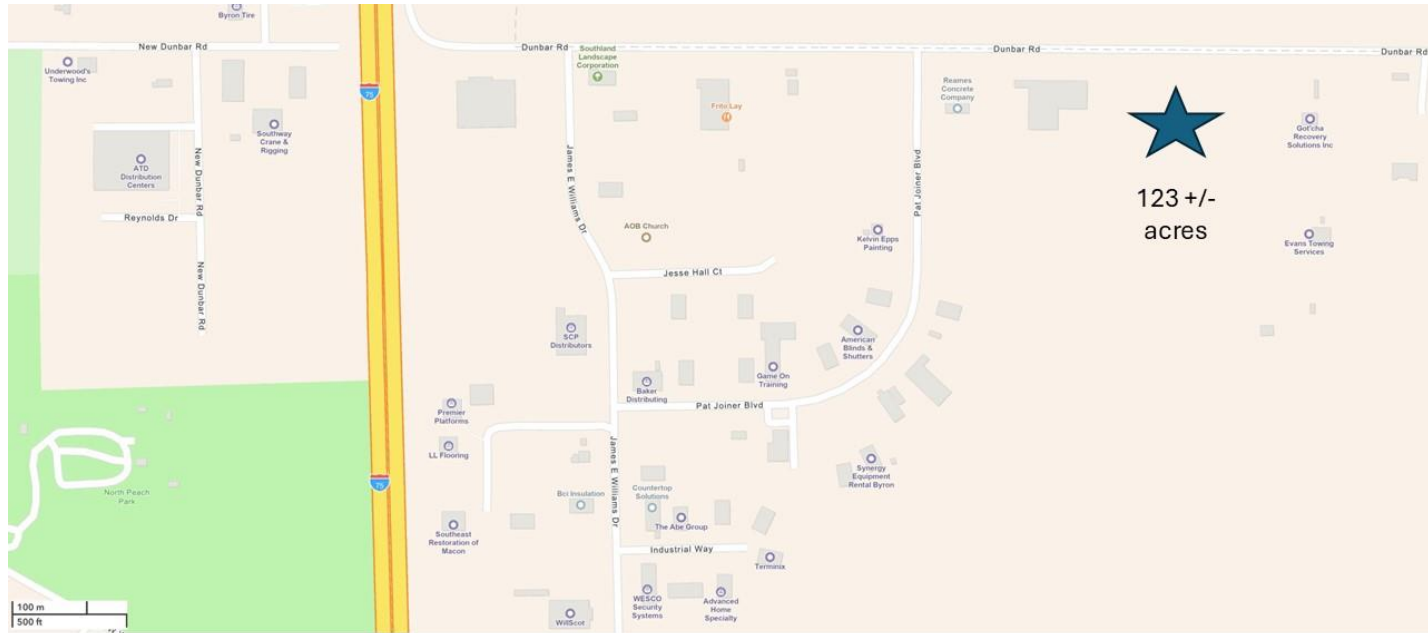 Byron Tire
New Dunbar Rd
Dunbar Rd
Dunbar Rd
Dunbar Rd
Underwood's
Towing Inc
Southland
Landscape
Corporation
75
Frito Lay
Reames
Concrete
Company
Got'cha
Recovery
Solutions Inc
Southway
Crane &
Rigging
ATD
Distribution
Centers
New Dunbar Rd
James E Williams Dr
Pat Joiner Blvd
123 +/-
acres
Reynolds Dr
AOB Church
Kelvin Epps
Painting
Evans Towing
Services
New Dunbar Rd
Jesse Hall Ct
SCP
Distributors
American
Blinds &
Shutters
Game On
Training
Baker
Distributing
Pat Joiner Blvd
Premier
Platforms
LL Flooring
James E Williams Dr
75
North Peach
Park
Synergy
Equipment
Rental Byron
Bci Insulation
Countertop
Solutions
The Abe Group
Southeast
Restoration of
Macon
Industrial Way
Terminix
WillScot
WESCO
Security
Systems
Advanced
Home
Specialty
100 m
500 ft